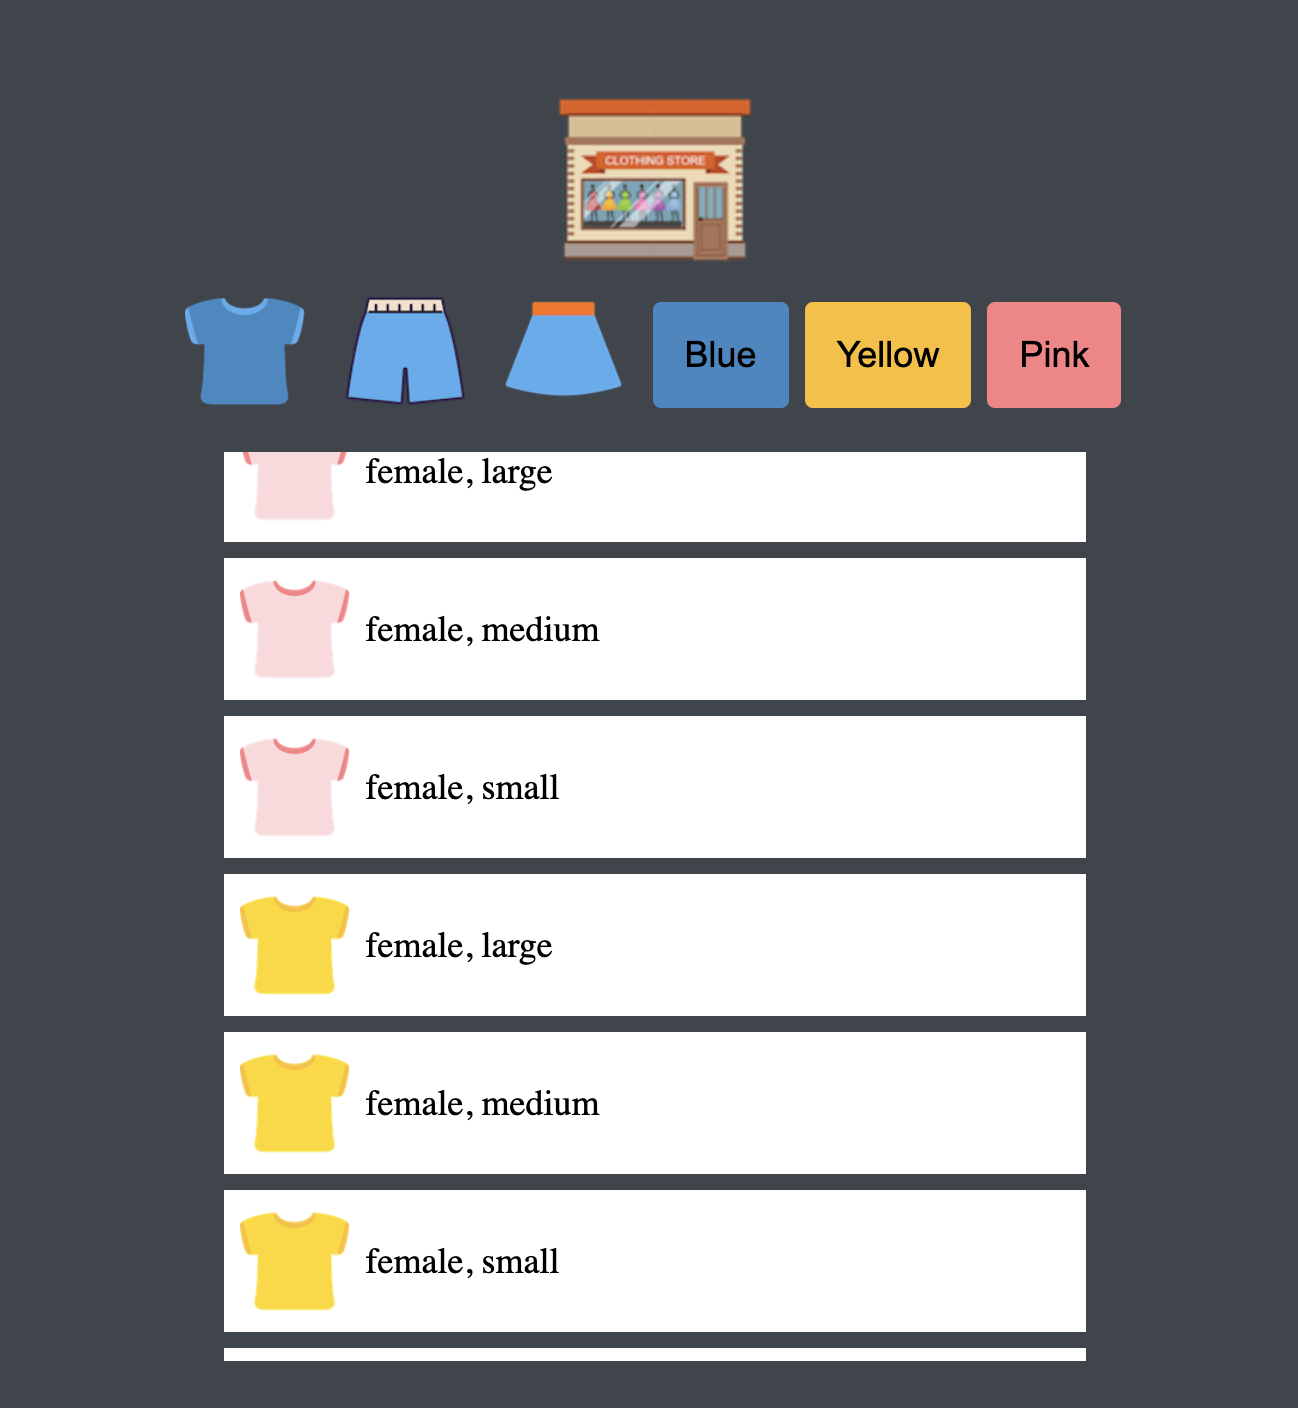 CLOTHING STORE
Blue
Yellow
Pink
female, large
female, medium
female, small
female, large
female, medium
female, small